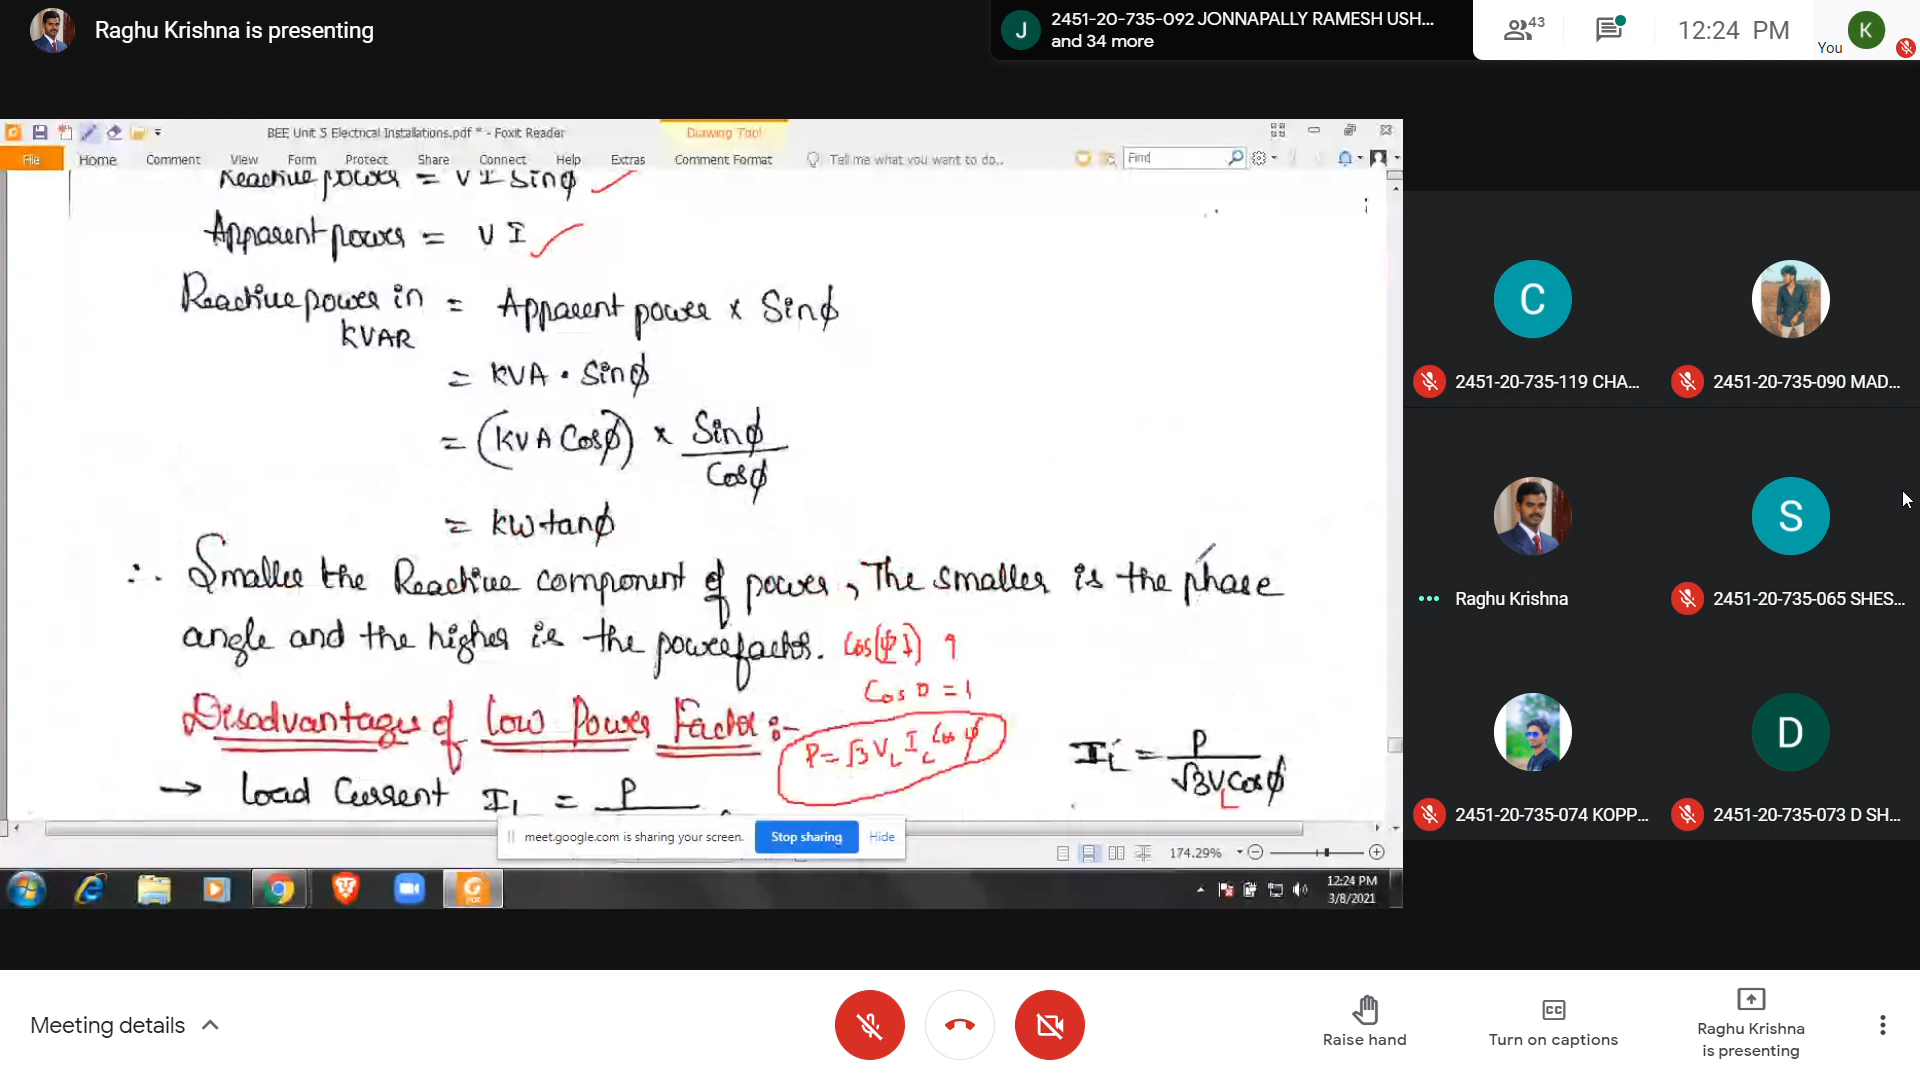 Raghu Krishna is presenting
2451-20-735-092 JONNAPALLY RAMESH USH...
and 34 more
J
43
12:24 PM
You
K
BEE Unit 5 Electrical Installations.pdf * - Foxit Reader
Drawing Tool
File Home Comment View Form Protect Share Connect Help Extras Comment Format Tell me what you want to do.. Find
Reactive power = V I Sinϕ
Apparent power = V I
Reactive power in = Apparent power × Sinϕ
KVAR
= KVA · Sinϕ
= (KVA Cosϕ) × Sinϕ
Cosϕ
= KW tanϕ
∴ Smaller the Reactive component of power, The smaller is the phase
angle and the higher is the powerfactor. Cos(ϕ↓) ↑
Cos 0 = 1
Disadvantages of Low Power Factor :-
P = √3 VL IL Cos ϕ
IL = P
√3 VL Cosϕ
→ Load Current IL = P
meet.google.com is sharing your screen. Stop sharing Hide
174.29%
12:24 PM
3/8/2021
C
2451-20-735-119 CHA...
2451-20-735-090 MAD...
Raghu Krishna
S
2451-20-735-065 SHES...
2451-20-735-074 KOPP...
D
2451-20-735-073 D SH...
Meeting details
Raise hand
Turn on captions
Raghu Krishna
is presenting